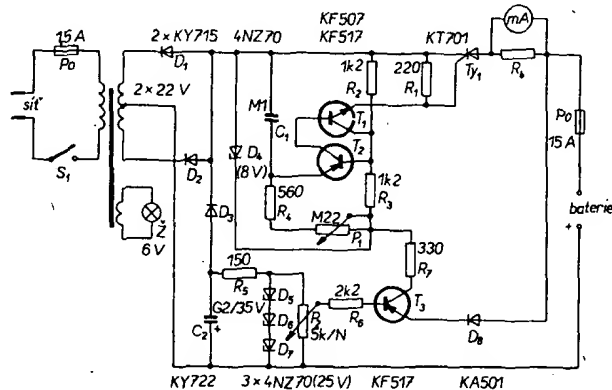 2 × KY715 4NZ70 KF507
KF517 KT701 mA
15 A
Po
síť
S1
D1
2 × 22 V
D2
Ž
6 V
M1
C1
D4
(8 V)
560
R4
1k2
R2
220
R1
Ty1
R4
T1
T2
1k2
R3
M22
P1
330
R7
D3
150
R5
G2/35V
C2
+
D5
D6
D7
P2
5k/N
2k2
R6
T3
D8
Po
15 A
baterie
+
KY722 3 × 4NZ70 (25 V) KF517 KA501